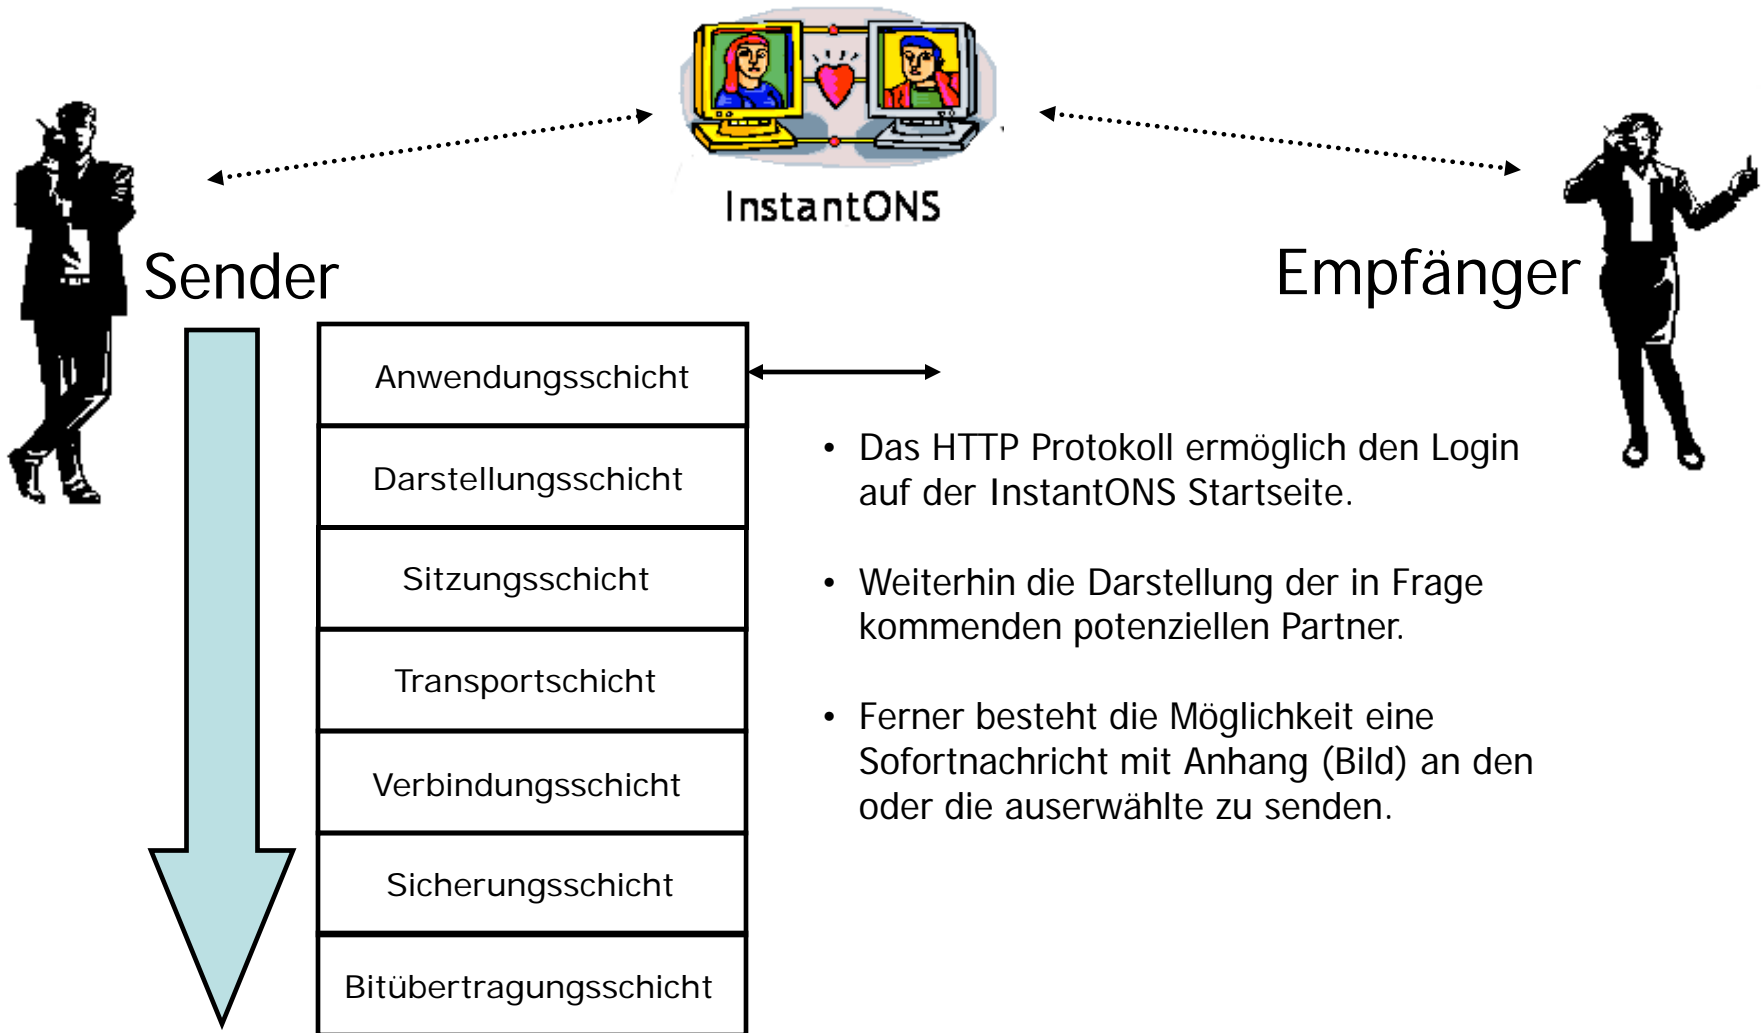 InstantONS
Sender
Empfänger
Anwendungsschicht
Darstellungsschicht
Sitzungsschicht
Transportschicht
Verbindungsschicht
Sicherungsschicht
Bitübertragungsschicht
• Das HTTP Protokoll ermöglich den Login
auf der InstantONS Startseite.
• Weiterhin die Darstellung der in Frage
kommenden potenziellen Partner.
• Ferner besteht die Möglichkeit eine
Sofortnachricht mit Anhang (Bild) an den
oder die auserwählte zu senden.